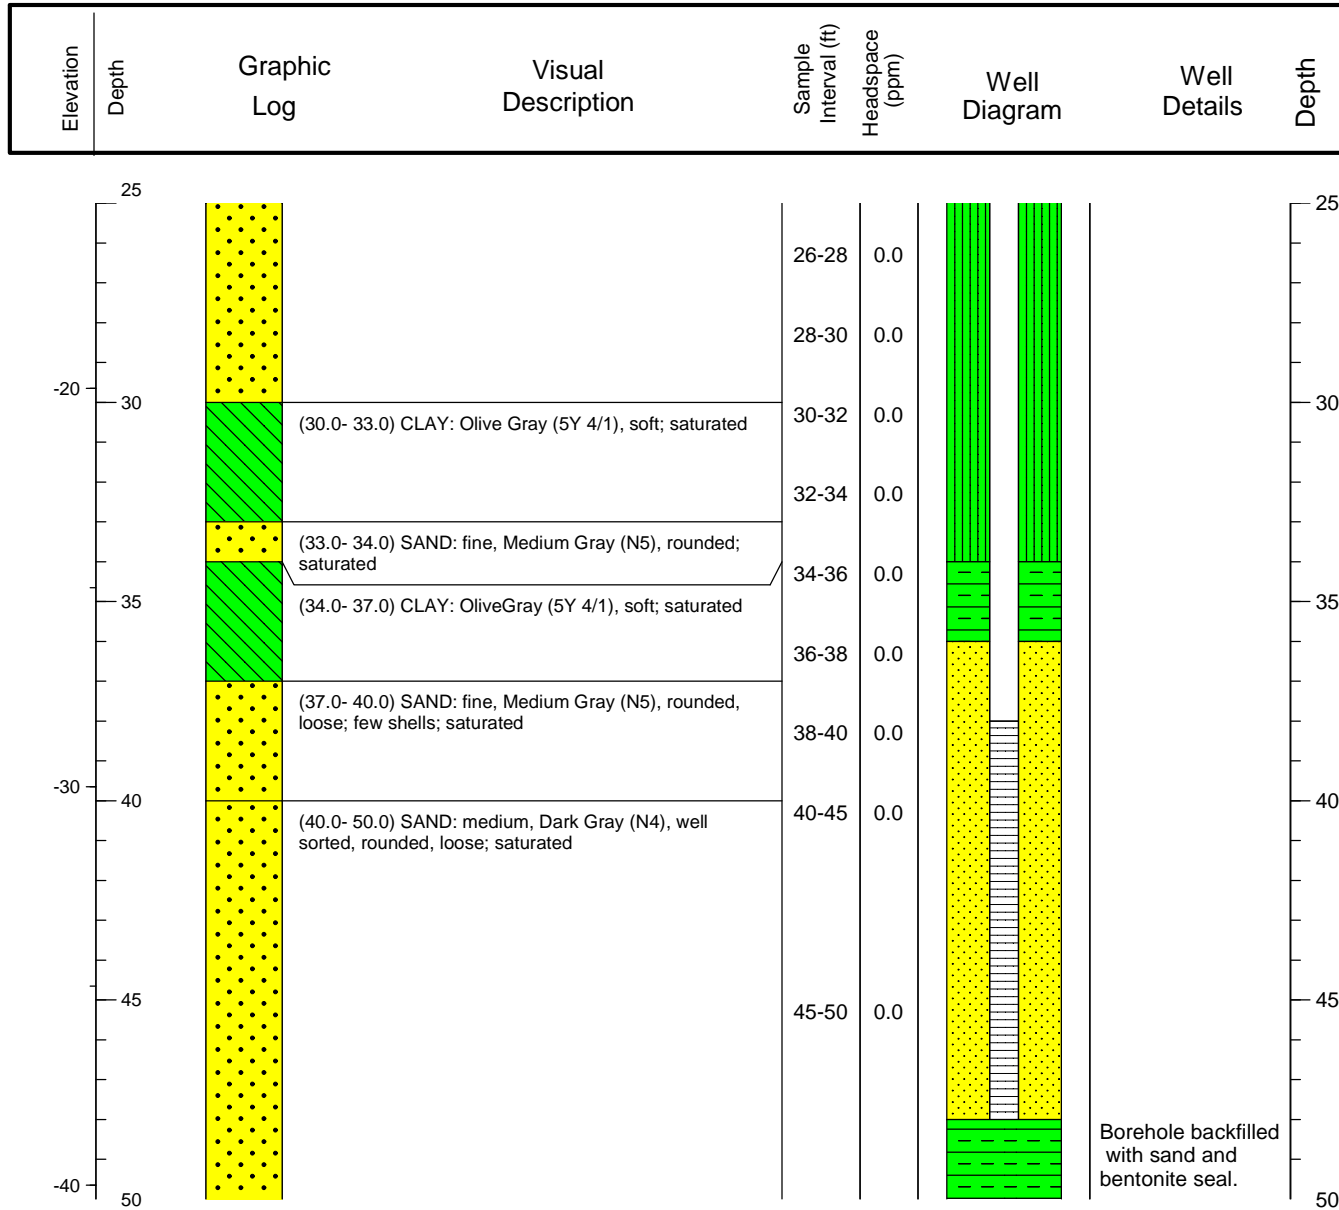 Elevation
Depth
Graphic
Log
Visual
Description
Sample
Interval (ft)
Headspace
(ppm)
Well
Diagram
Well
Details
Depth
25
25
26-28 0.0
28-30 0.0
-20
30
30
(30.0- 33.0) CLAY: Olive Gray (5Y 4/1), soft; saturated
30-32 0.0
32-34 0.0
(33.0- 34.0) SAND: fine, Medium Gray (N5), rounded;
saturated
34-36 0.0
35
(34.0- 37.0) CLAY: OliveGray (5Y 4/1), soft; saturated
35
36-38 0.0
(37.0- 40.0) SAND: fine, Medium Gray (N5), rounded,
loose; few shells; saturated
38-40 0.0
-30
40
40
(40.0- 50.0) SAND: medium, Dark Gray (N4), well
sorted, rounded, loose; saturated
40-45 0.0
45
45
45-50 0.0
Borehole backfilled
with sand and
bentonite seal.
-40
50
50